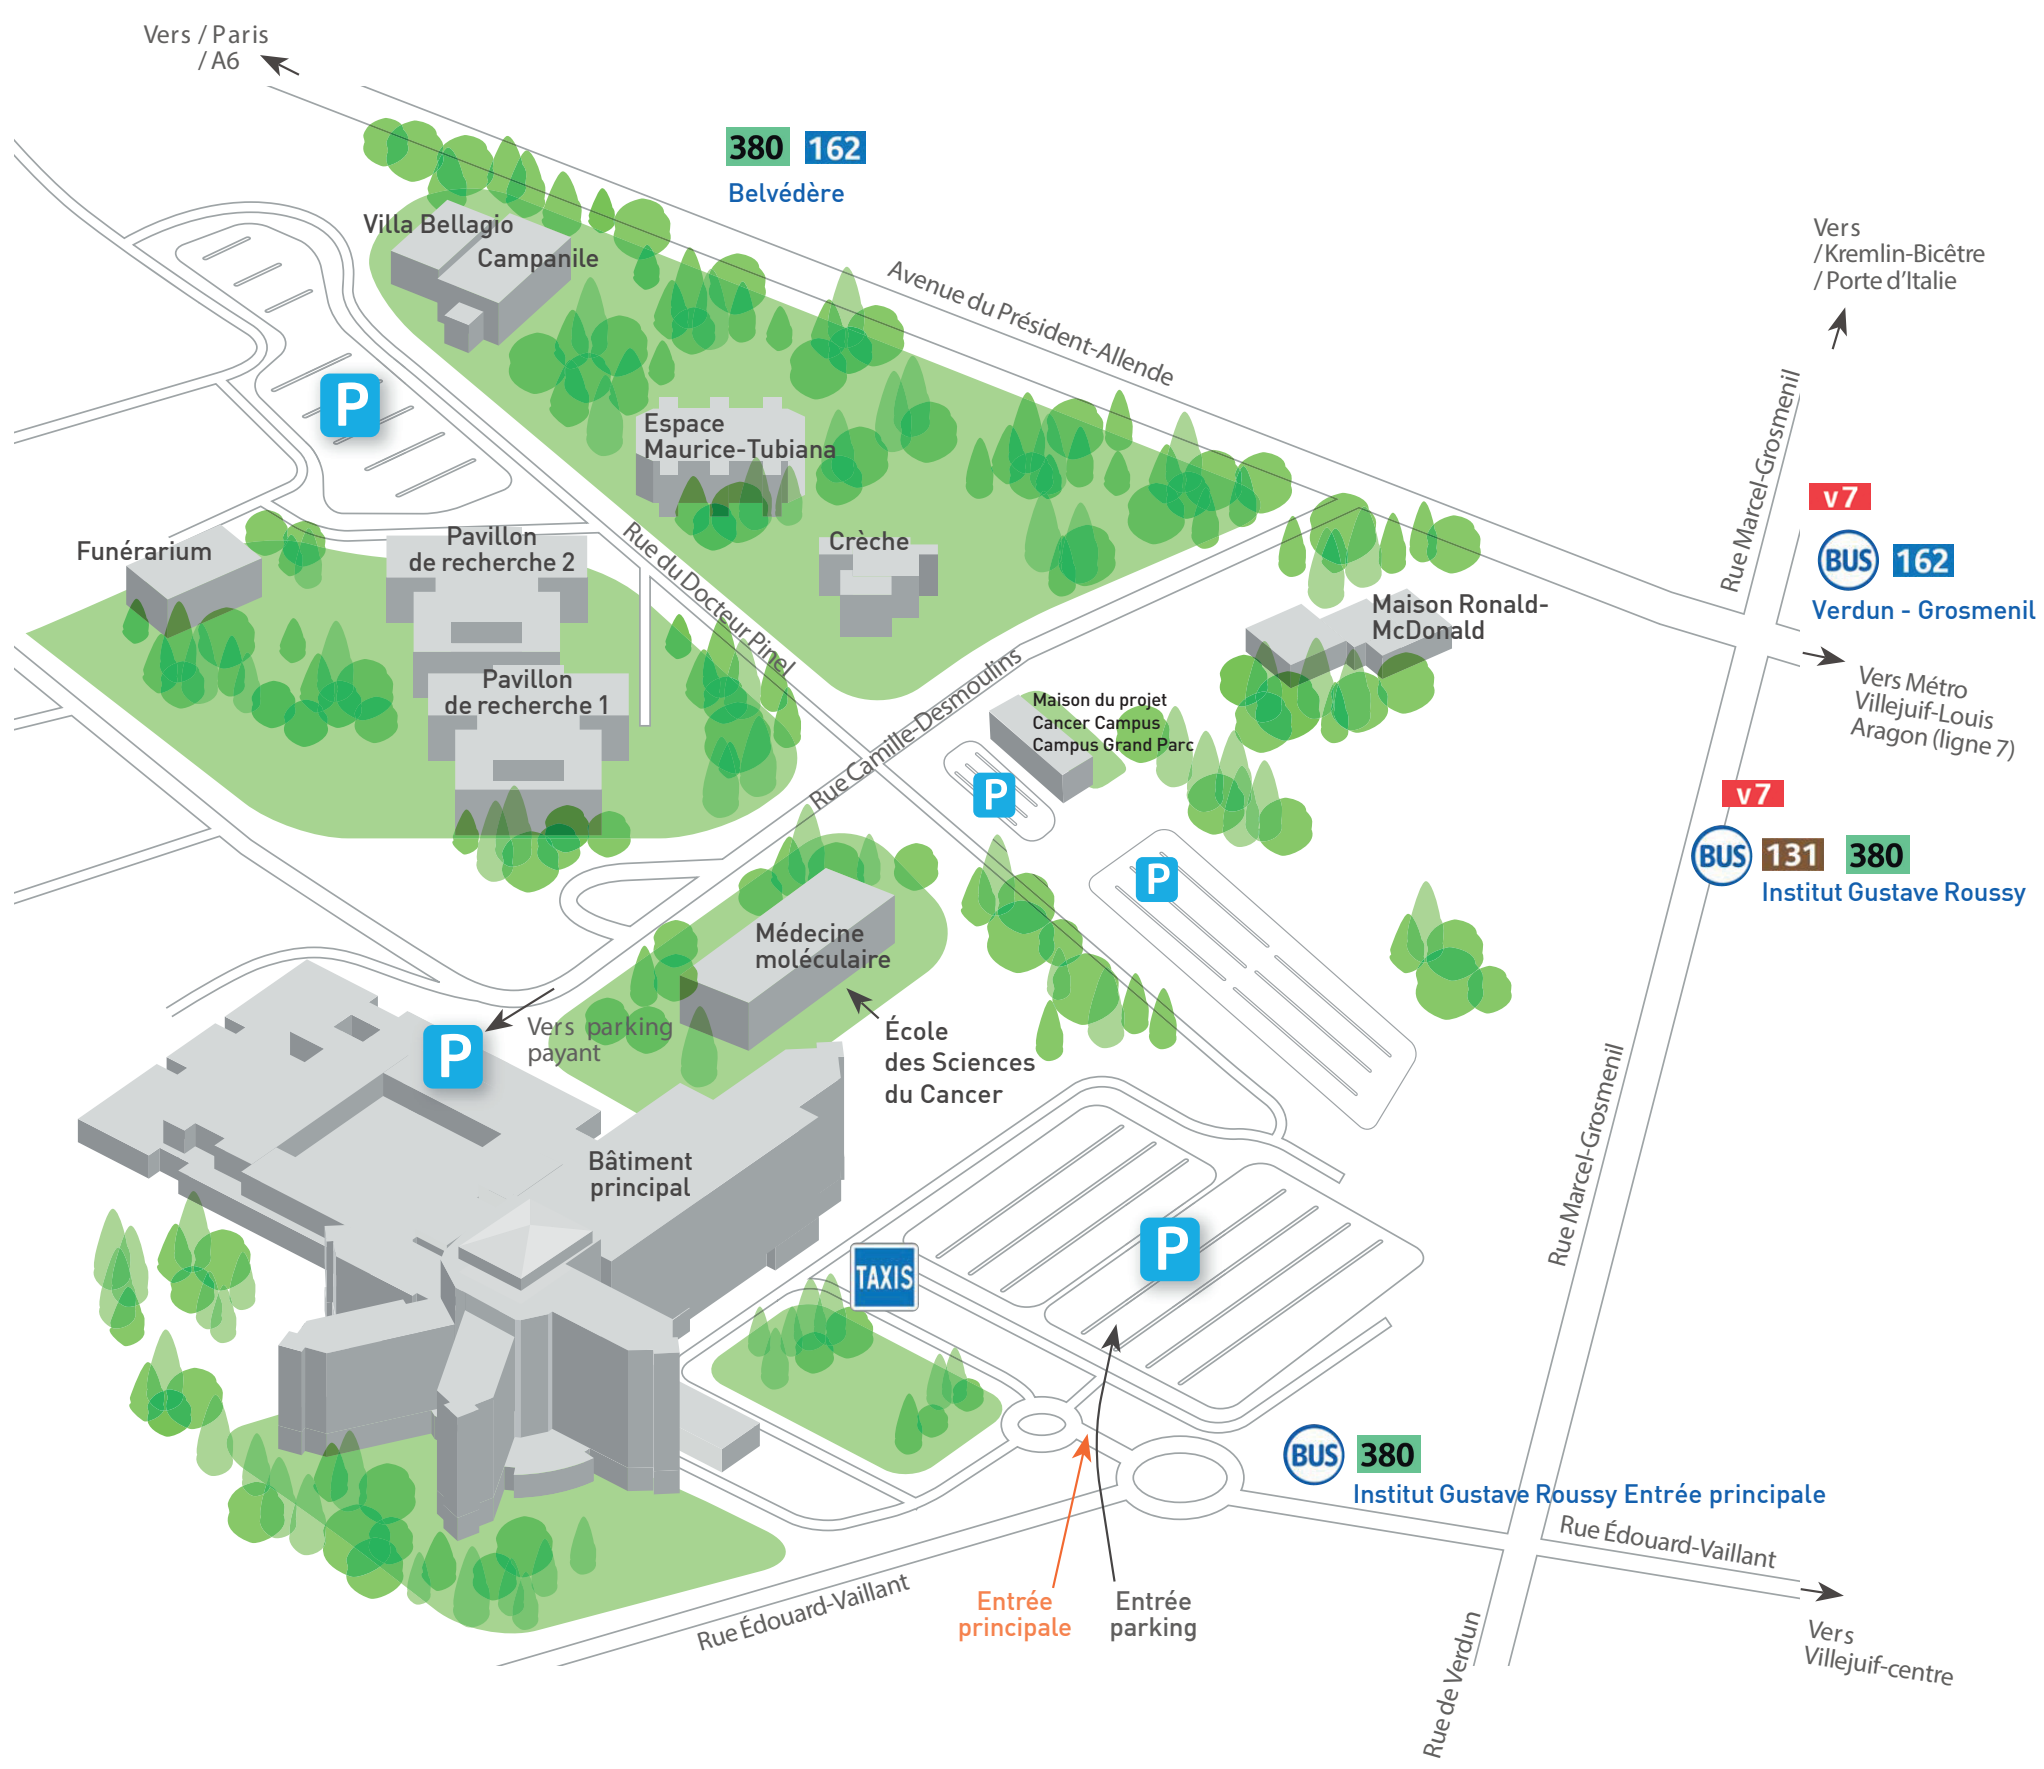 Vers / Paris
/ A6
380 162
Belvédère
Villa Bellagio
Campanile
Avenue du Président-Allende
Vers
/Kremlin-Bicêtre
/ Porte d'Italie
Rue Marcel-Grosmenil
P
Espace
Maurice-Tubiana
v7
BUS 162
Verdun - Grosmenil
Funérarium
Pavillon
de recherche 2
Rue du Docteur Pinel
Crèche
Maison Ronald-
McDonald
Pavillon
de recherche 1
Rue Camille-Desmoulins
Maison du projet
Cancer Campus
Campus Grand Parc
Vers Métro
Villejuif-Louis
Aragon (ligne 7)
P
v7
BUS 131 380
Institut Gustave Roussy
P
Médecine
moléculaire
P
Vers parking
payant
École
des Sciences
du Cancer
Rue Marcel-Grosmenil
Bâtiment
principal
P
TAXIS
BUS 380
Institut Gustave Roussy Entrée principale
Rue Édouard-Vaillant
Rue Édouard-Vaillant
Entrée
principale
Entrée
parking
Rue de Verdun
Vers
Villejuif-centre